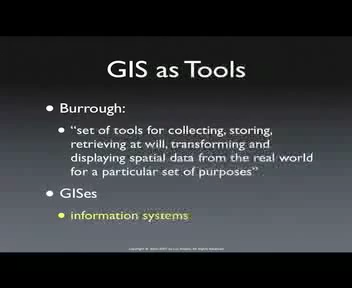 GIS as Tools
Burrough:
"set of tools for collecting, storing,
retrieving at will, transforming and
displaying spatial data from the real world
for a particular set of purposes"
GISes
information systems